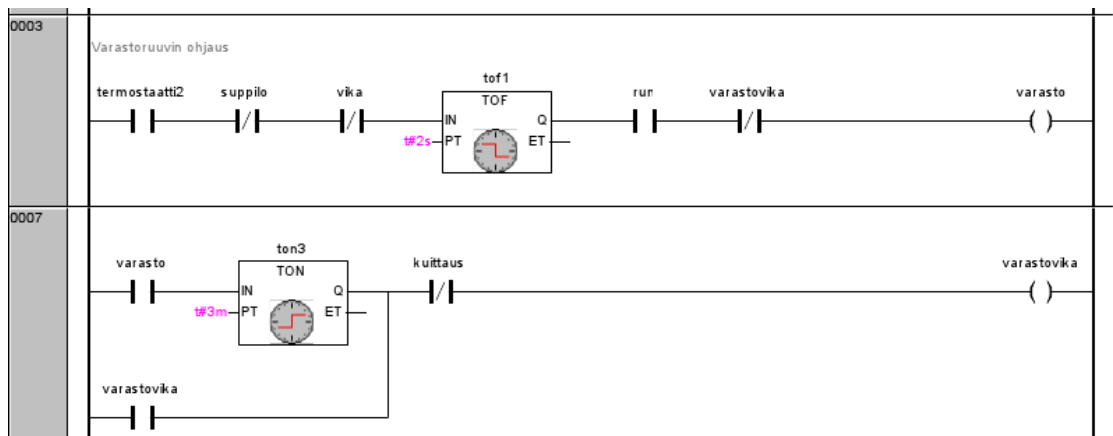 0003
Varastoruuvin ohjaus
termostaatti2 suppilo vika tof1 run varastovika varasto
TOF
IN Q
t#2s PT ET
0007
varasto ton3 kuittaus varastovika
TON
IN Q
t#3m PT ET
varastovika